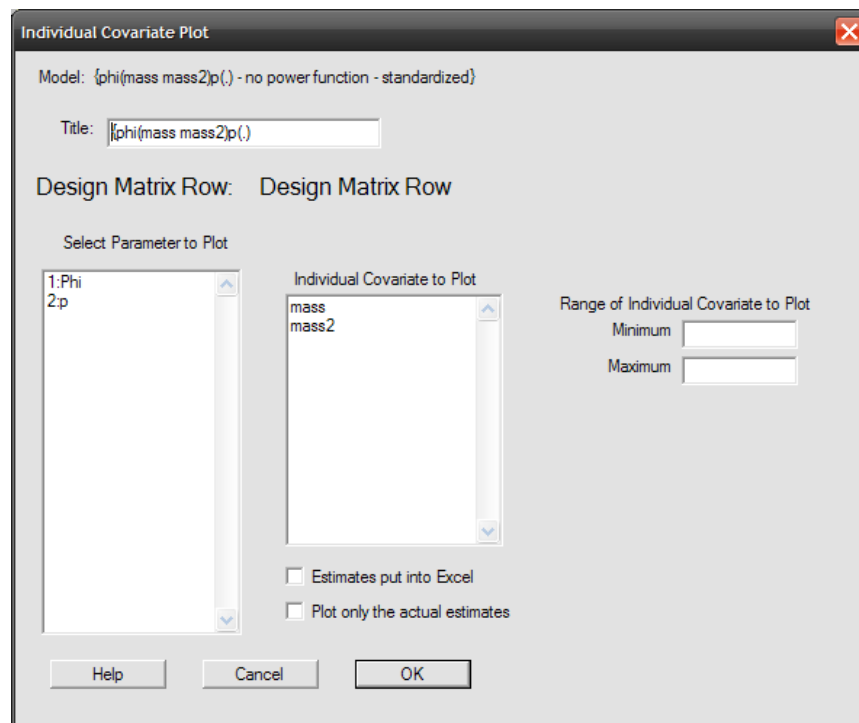 Individual Covariate Plot
Model: {phi(mass mass2)p(.) - no power function - standardized}
Title: {phi(mass mass2)p(.)
Design Matrix Row: Design Matrix Row
Select Parameter to Plot
1:Phi
2:p
Individual Covariate to Plot
mass
mass2
Range of Individual Covariate to Plot
Minimum
Maximum
Estimates put into Excel
Plot only the actual estimates
Help
Cancel
OK